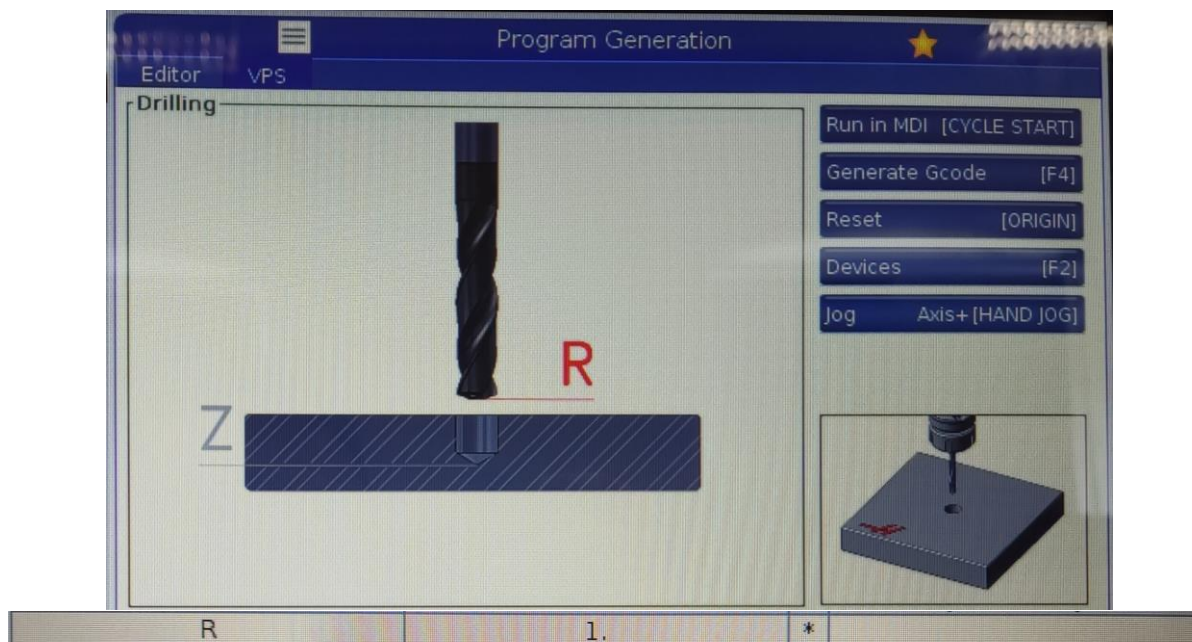 Program Generation
Editor VPS
Drilling
Run in MDI [CYCLE START]
Generate Gcode [F4]
Reset [ORIGIN]
Devices [F2]
Jog Axis+[HAND JOG]
R
Z
R 1. *